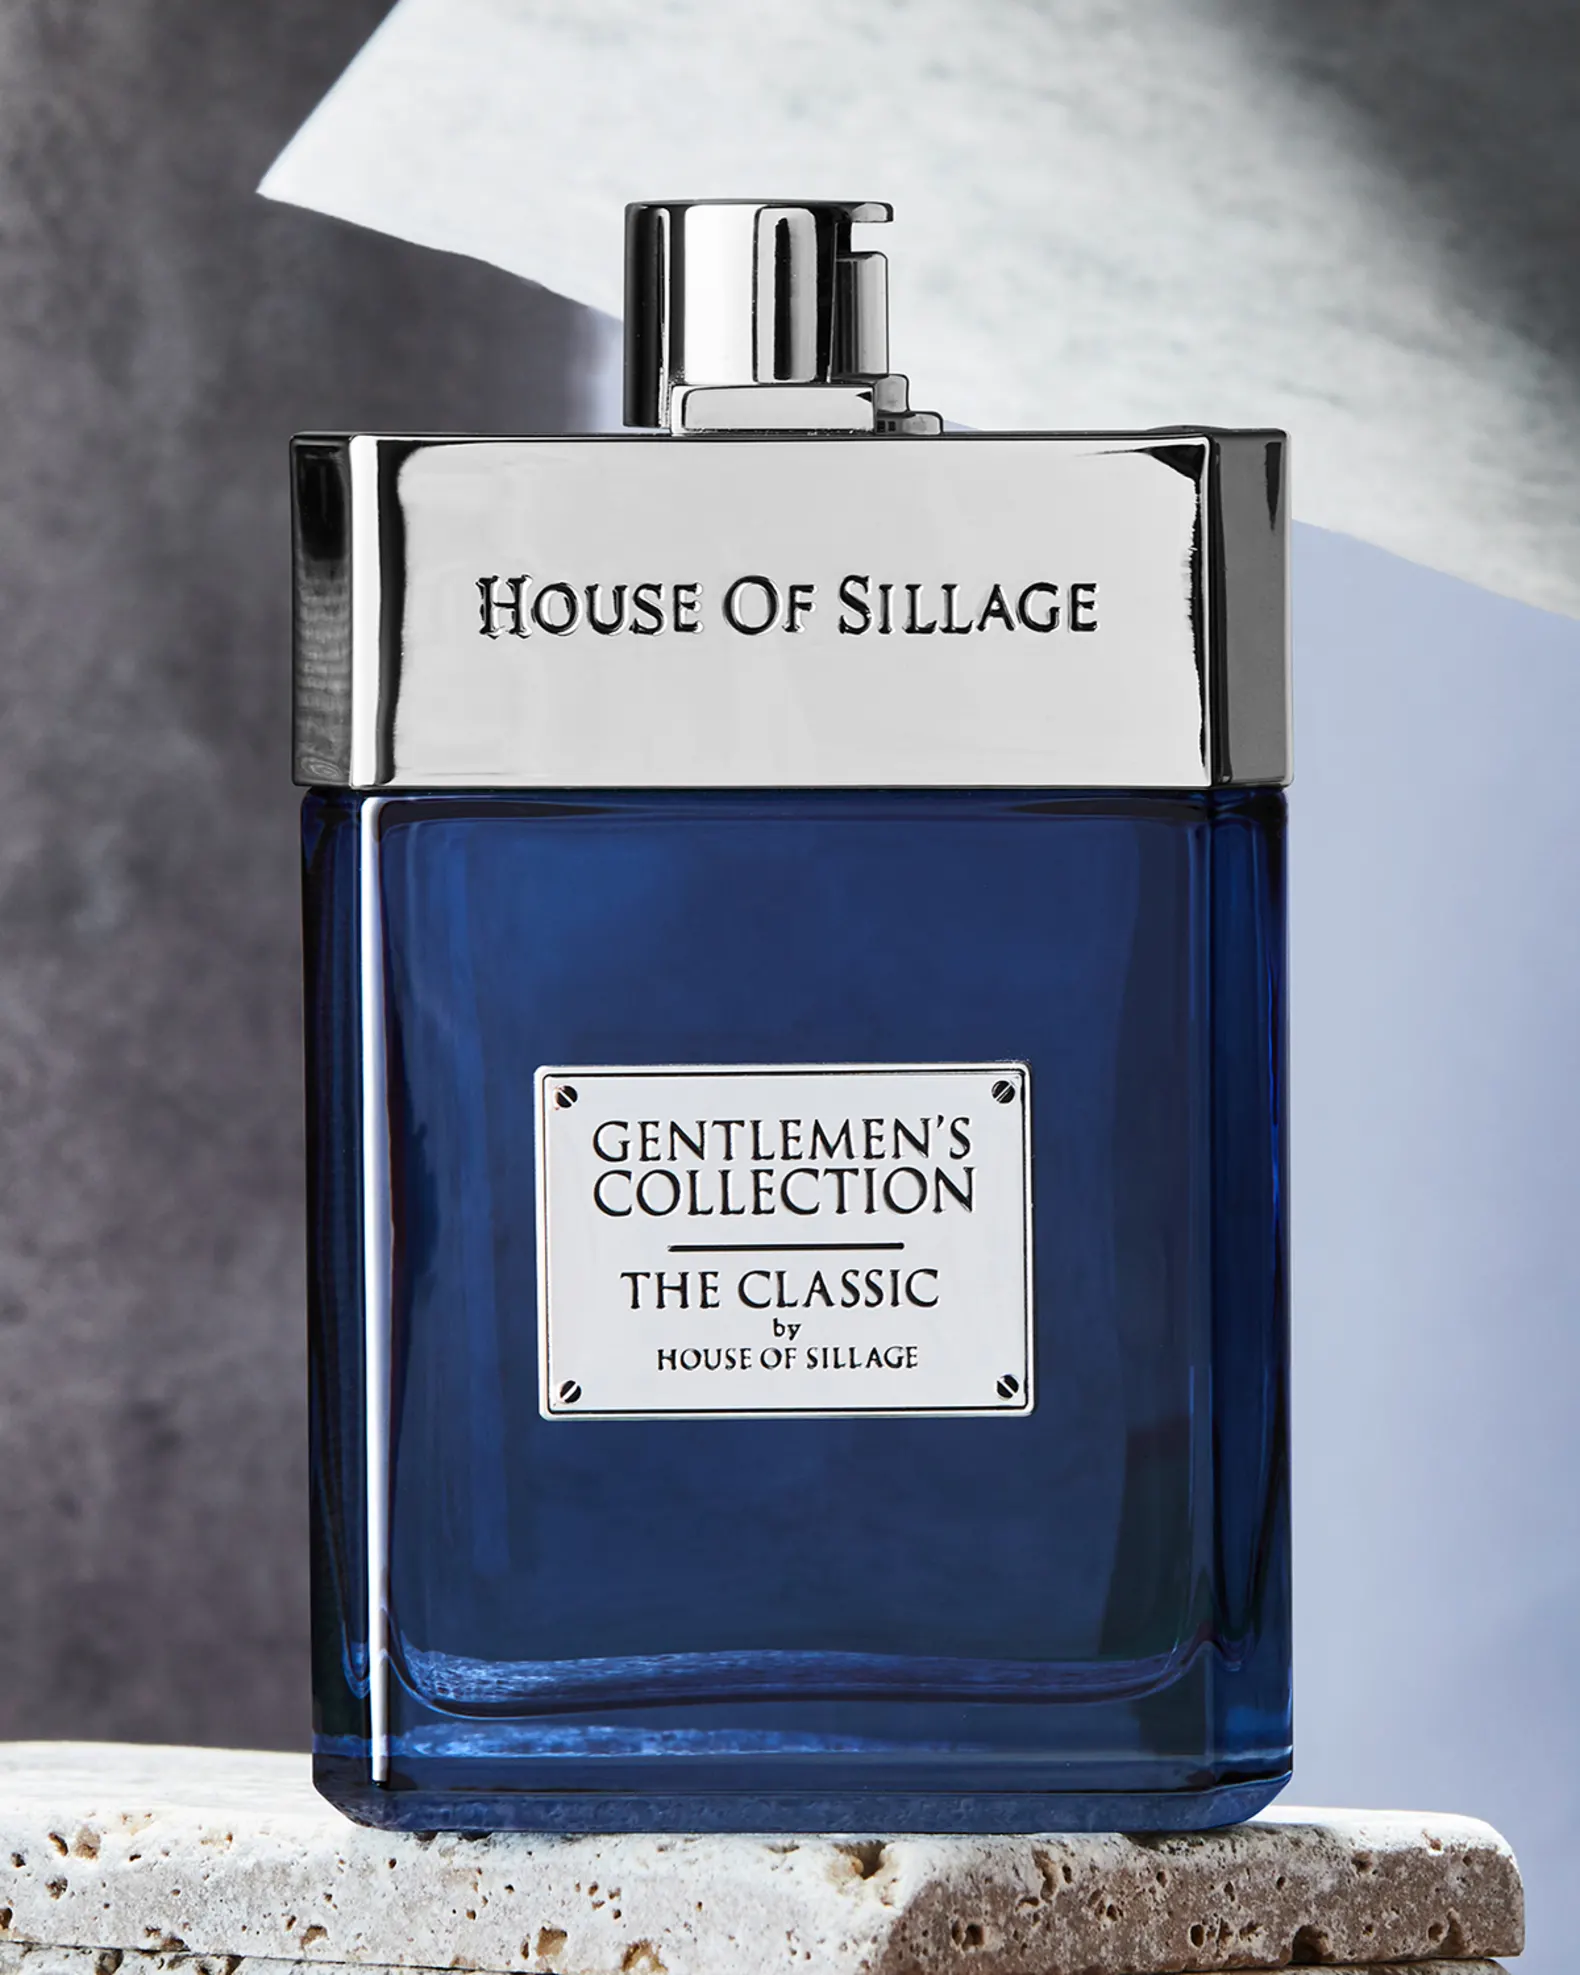 HOUSE OF SILLAGE
GENTLEMEN'S
COLLECTION
THE CLASSIC
by
HOUSE OF SILLAGE